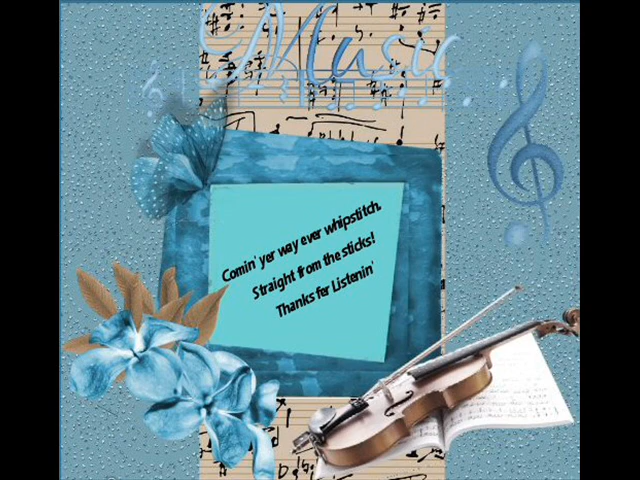 Music
Comin' yer way ever whipstitch.
Straight from the sticks!
Thanks fer Listenin'